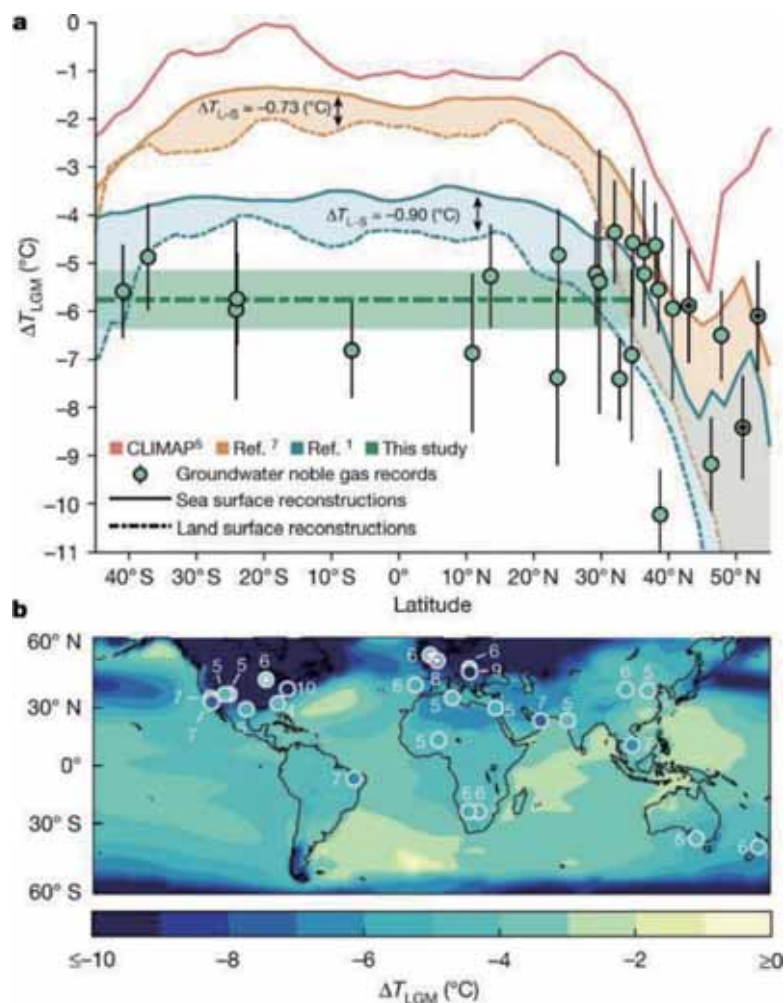 a
0
−1
−2
−3
−4
−5
−6
−7
−8
−9
−10
−11
ΔT_LGM (°C)
ΔT_L–S = −0.73 (°C)
ΔT_L–S = −0.90 (°C)
CLIMAP⁵ Ref. ⁷ Ref. ¹ This study
Groundwater noble gas records
Sea surface reconstructions
Land surface reconstructions
40° S 30° S 20° S 10° S 0° 10° N 20° N 30° N 40° N 50° N
Latitude
b
60° N
30° N
0°
30° S
60° S
5 5 6 6 6
9
7 10 6 8 6 5
7 5 5 7 5
5
7
6 6
6
≤−10 −8 −6 −4 −2 ≥0
ΔT_LGM (°C)